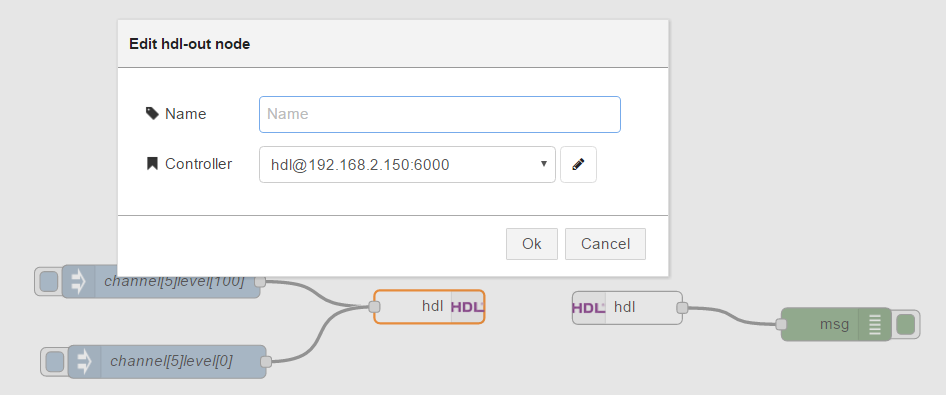 Edit hdl-out node
Name
Name
Controller
hdl@192.168.2.150:6000
Ok
Cancel
channel[5]level[100]
hdl HDL
HDL hdl
msg
channel[5]level[0]